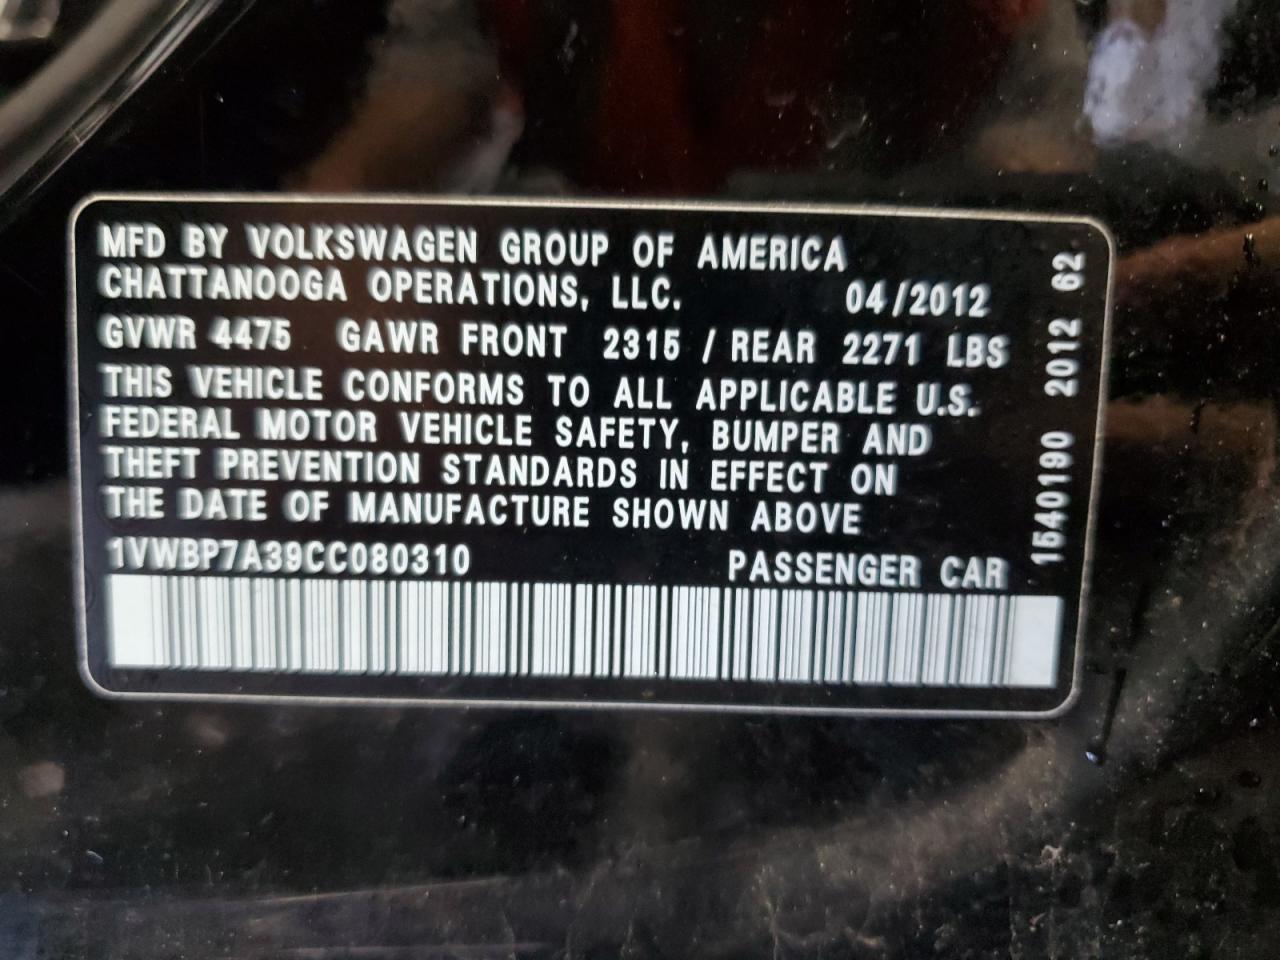 MFD BY VOLKSWAGEN GROUP OF AMERICA
CHATTANOOGA OPERATIONS, LLC. 04/2012
GVWR 4475 GAWR FRONT 2315 / REAR 2271 LBS
THIS VEHICLE CONFORMS TO ALL APPLICABLE U.S.
FEDERAL MOTOR VEHICLE SAFETY, BUMPER AND
THEFT PREVENTION STANDARDS IN EFFECT ON
THE DATE OF MANUFACTURE SHOWN ABOVE
1VWBP7A39CC080310 PASSENGER CAR
1540190 2012 62